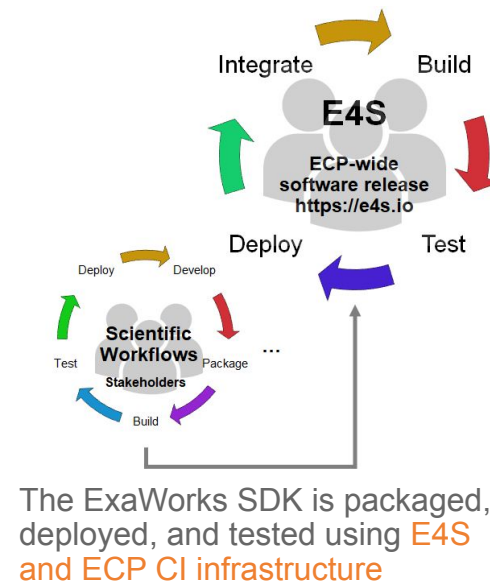 Integrate
Build
E4S
ECP-wide
software release
https://e4s.io
Deploy
Test
Deploy
Develop
Scientific
Workflows
Stakeholders
Test
Package
...
Build
The ExaWorks SDK is packaged,
deployed, and tested using E4S
and ECP CI infrastructure